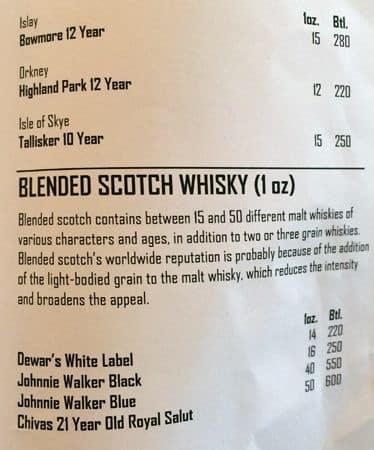 Islay
1oz. Btl.
Bowmore 12 Year 15 280
Orkney
Highland Park 12 Year 12 220
Isle of Skye
Tallisker 10 Year 15 250
BLENDED SCOTCH WHISKY (1 oz)
Blended scotch contains between 15 and 50 different malt whiskies of
various characters and ages, in addition to two or three grain whiskies.
Blended scotch's worldwide reputation is probably because of the addition
of the light-bodied grain to the malt whisky, which reduces the intensity
and broadens the appeal.
1oz. Btl.
Dewar's White Label 14 220
Johnnie Walker Black 16 250
Johnnie Walker Blue 40 550
Chivas 21 Year Old Royal Salut 50 600